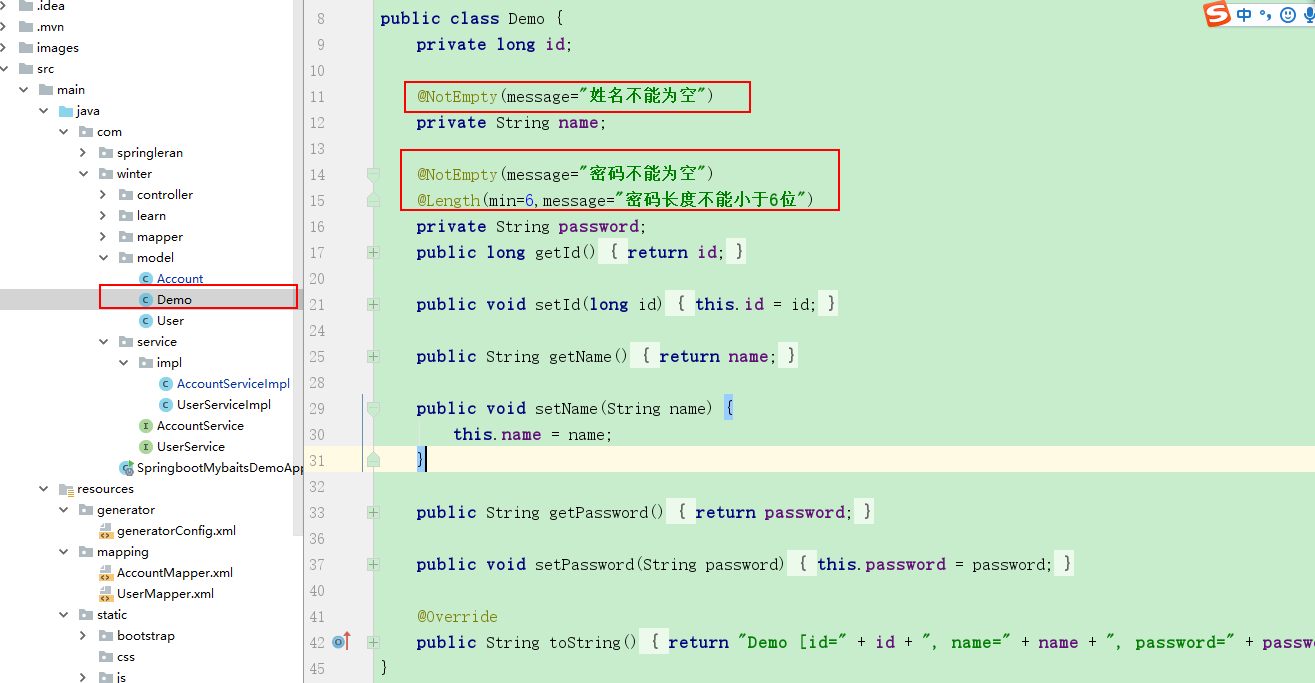 .idea
.mvn
images
src
main
java
com
springleran
winter
controller
learn
mapper
model
Account
Demo
User
service
impl
AccountServiceImpl
UserServiceImpl
AccountService
UserService
SpringbootMybaitsDemoApp
resources
generator
generatorConfig.xml
mapping
AccountMapper.xml
UserMapper.xml
static
bootstrap
css
js
8 public class Demo {
9 private long id;
10
11 @NotEmpty(message="姓名不能为空")
12 private String name;
13
14 @NotEmpty(message="密码不能为空")
15 @Length(min=6,message="密码长度不能小于6位")
16 private String password;
17 public long getId() { return id; }
20
21 public void setId(long id) { this.id = id; }
24
25 public String getName() { return name; }
28
29 public void setName(String name) {
30 this.name = name;
31 }
32
33 public String getPassword() { return password; }
36
37 public void setPassword(String password) { this.password = password; }
40
41 @Override
42 public String toString() { return "Demo [id=" + id + ", name=" + name + ", password=" + passw
45 }
S 中